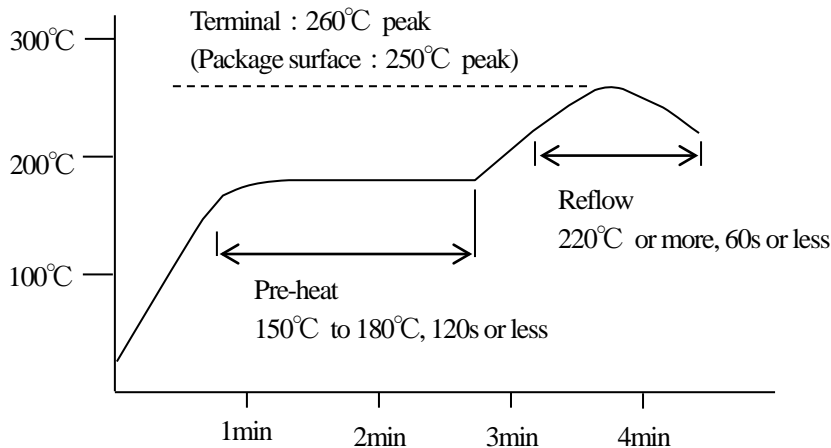 Terminal : 260℃ peak
(Package surface : 250℃ peak)
300℃
200℃
100℃
Reflow
220℃ or more, 60s or less
Pre-heat
150℃ to 180℃, 120s or less
1min
2min
3min
4min